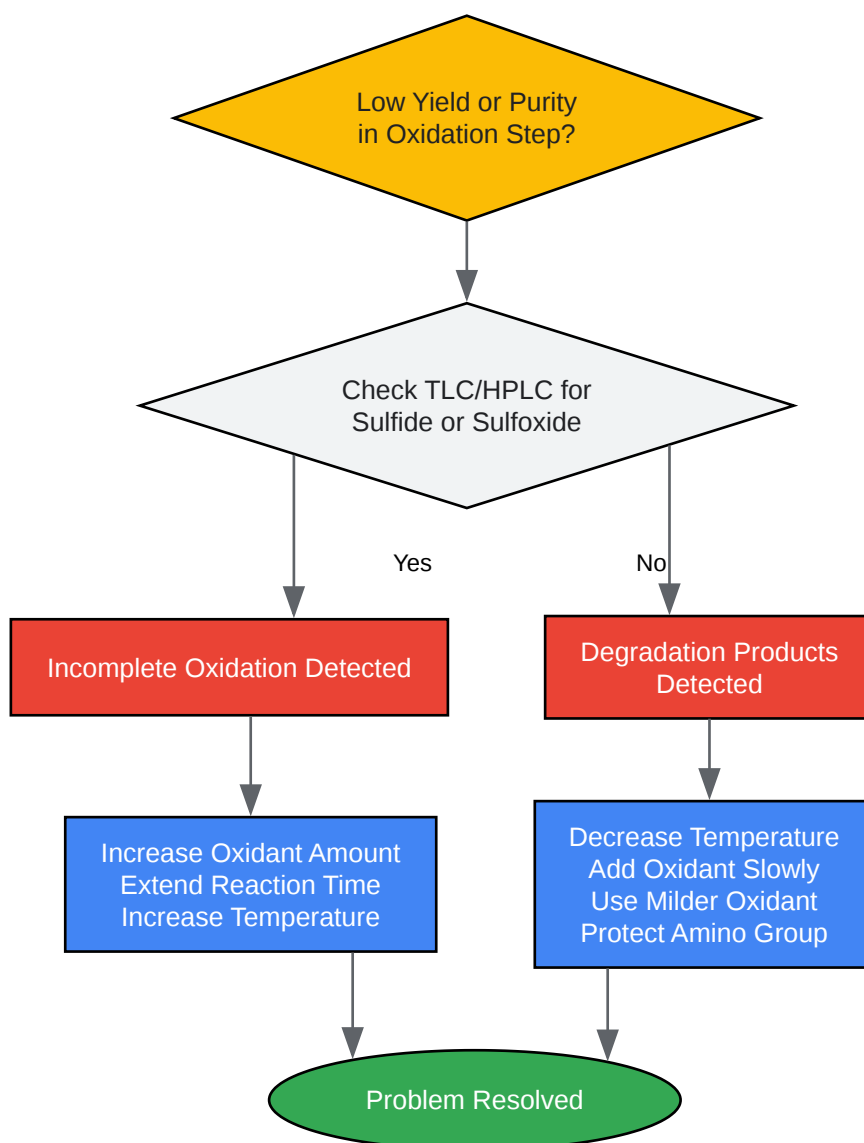 Low Yield or Purity
in Oxidation Step?
Check TLC/HPLC for
Sulfide or Sulfoxide
Yes
No
Incomplete Oxidation Detected
Degradation Products
Detected
Increase Oxidant Amount
Extend Reaction Time
Increase Temperature
Decrease Temperature
Add Oxidant Slowly
Use Milder Oxidant
Protect Amino Group
Problem Resolved